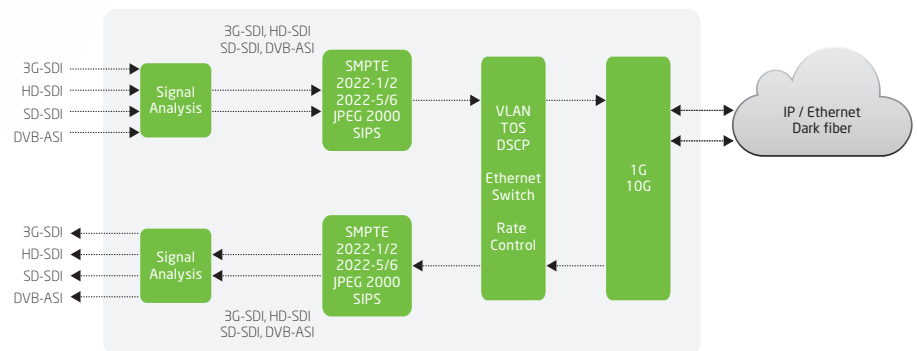 3G-SDI, HD-SDI
SD-SDI, DVB-ASI
3G-SDI
HD-SDI
SD-SDI
DVB-ASI
Signal
Analysis
SMPTE
2022-1/2
2022-5/6
JPEG 2000
SIPS
VLAN
TOS
DSCP
Ethernet
Switch
Rate
Control
1G
10G
IP / Ethernet
Dark fiber
3G-SDI
HD-SDI
SD-SDI
DVB-ASI
Signal
Analysis
SMPTE
2022-1/2
2022-5/6
JPEG 2000
SIPS
3G-SDI, HD-SDI
SD-SDI, DVB-ASI